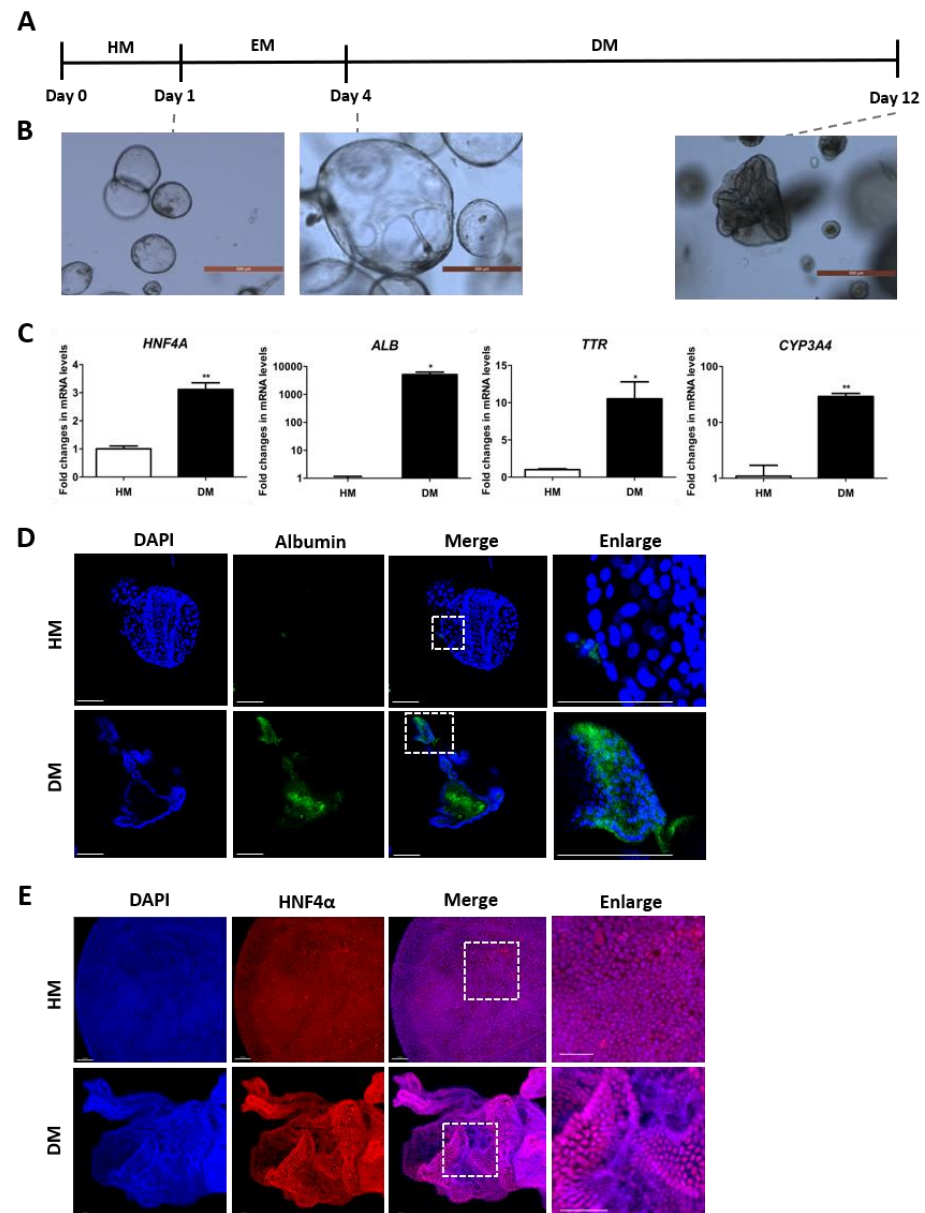 A
HM EM DM
Day 0 Day 1 Day 4 Day 12
B
500 µm
C
HNF4A
Fold changes in mRNA levels
4
3
2
1
0
**
HM DM
ALB
Fold changes in mRNA levels
10000
1000
100
10
1
*
HM DM
TTR
Fold changes in mRNA levels
15
10
5
0
*
HM DM
CYP3A4
Fold changes in mRNA levels
100
10
1
**
HM DM
D
DAPI Albumin Merge Enlarge
HM
DM
E
DAPI HNF4α Merge Enlarge
HM
DM